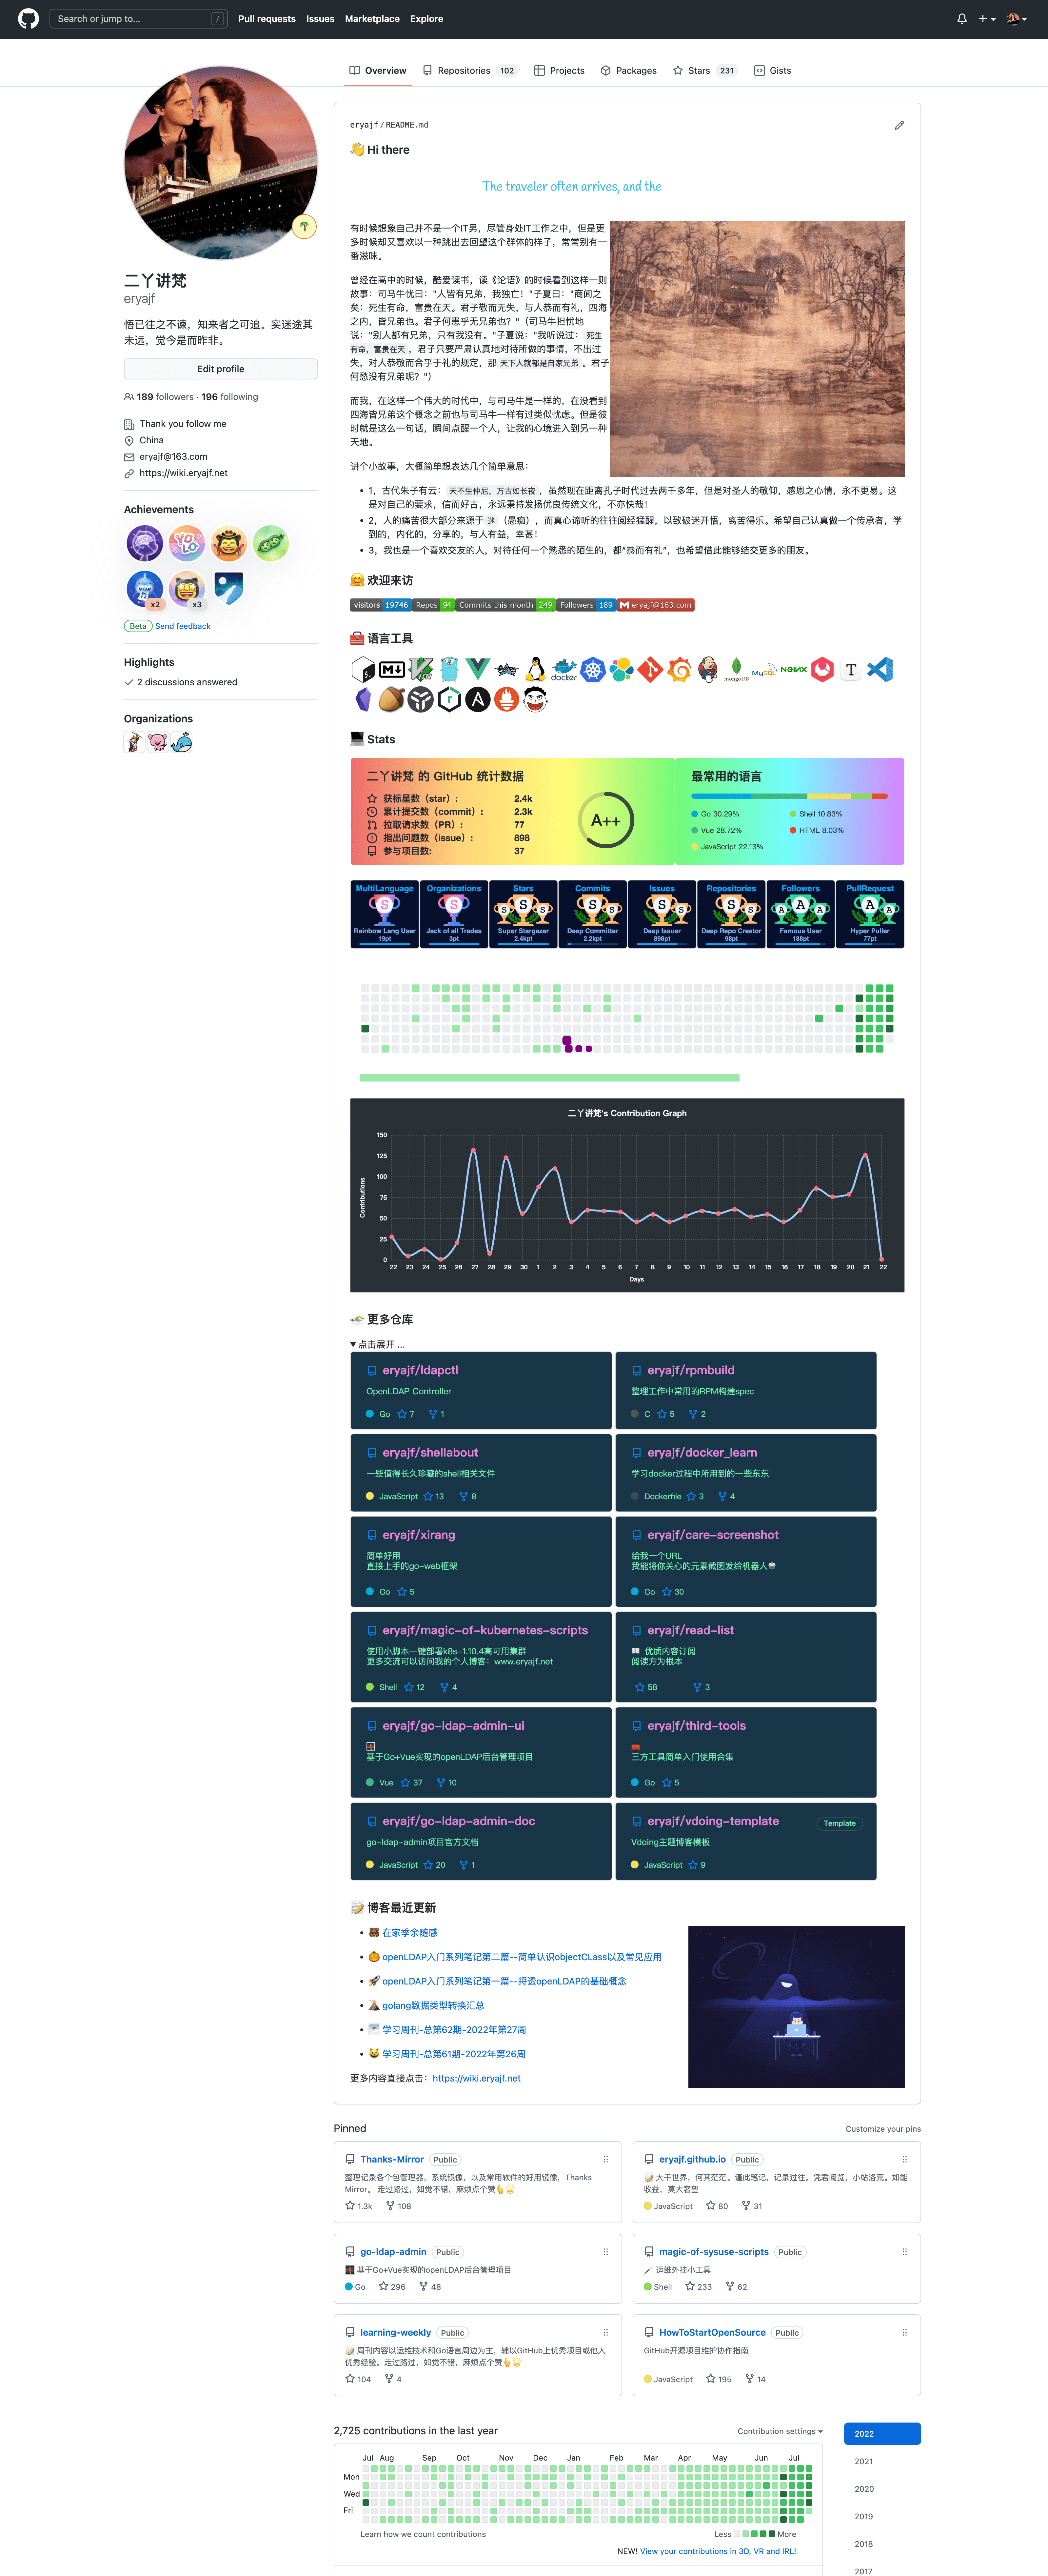 Search or jump to...
/
Pull requests Issues Marketplace Explore
Overview Repositories 102 Projects Packages Stars 231 Gists
二丫讲梵
eryajf
悟已往之不谏，知来者之可追。实迷途其
未远，觉今是而昨非。
Edit profile
189 followers · 196 following
Thank you follow me
China
eryajf@163.com
https://wiki.eryajf.net
Achievements
x2
x3
Beta Send feedback
Highlights
2 discussions answered
Organizations
eryajf/README.md
👋 Hi there
The traveler often arrives, and the
有时候想象自己并不是一个IT男，尽管身处IT工作之中，但是更
多时候却又喜欢以一种跳出去回望这个群体的样子，常常别有一
番滋味。
曾经在高中的时候，酷爱读书，读《论语》的时候看到这样一则
故事：司马牛忧曰："人皆有兄弟，我独亡！"子夏曰："商闻之
矣：死生有命，富贵在天。君子敬而无失，与人恭而有礼，四海
之内，皆兄弟也。君子何患乎无兄弟也？"（司马牛担忧地
说："别人都有兄弟，只有我没有。"子夏说："我听说过： 死生
有命，富贵在天 ，君子只要严肃认真地对待所做的事情，不出过
失，对人恭敬而合乎于礼的规定，那 天下人就都是自家兄弟 。君子
何愁没有兄弟呢？"）
而我，在这样一个伟大的时代中，与司马牛是一样的，在没看到
四海皆兄弟这个概念之前也与司马牛一样有过类似忧虑。但是彼
时就是这么一句话，瞬间点醒一个人，让我的心境进入到另一种
天地。
讲个小故事，大概简单想表达几个简单意思：
1，古代朱子有云： 天不生仲尼，万古如长夜 ，虽然现在距离孔子时代过去两千多年，但是对圣人的敬仰，感恩之心情，永不更易。这
是对自己的要求，信而好古，永远秉持发扬优良传统文化，不亦快哉！
2，人的痛苦很大部分来源于 迷 （愚痴），而真心谛听的往往阅经猛醒，以致破迷开悟，离苦得乐。希望自己认真做一个传承者，学
到的，内化的，分享的，与人有益，幸甚！
3，我也是一个喜欢交友的人，对待任何一个熟悉的陌生的，都"恭而有礼"，也希望借此能够结交更多的朋友。
🤗 欢迎来访
visitors 19746 Repos 94 Commits this month 249 Followers 189 eryajf@163.com
🧰 语言工具
docker mongoDB MySQL NGINX T
💻 Stats
二丫讲梵 的 GitHub 统计数据
获标星数（star）: 2.4k
累计提交数（commit）: 2.3k
拉取请求数（PR）: 77
指出问题数（issue）: 898
参与项目数: 37
A++
最常用的语言
Go 30.29% Shell 10.83%
Vue 28.72% HTML 8.03%
JavaScript 22.13%
MultiLanguage Organizations Stars Commits Issues Repositories Followers PullRequest
S S S S S S S S S S S S S S A A A A A A
Rainbow Lang User Jack of all Trades Super Stargazer Deep Committer Deep Issuer Deep Repo Creator Famous User Hyper Puller
19pt 3pt 2.4kpt 2.2kpt 898pt 98pt 188pt 77pt
二丫讲梵's Contribution Graph
Contributions
150
125
100
75
50
25
0
22 23 24 25 26 27 28 29 30 1 2 3 4 5 6 7 8 9 10 11 12 13 14 15 16 17 18 19 20 21 22
Days
更多仓库
▼ 点击展开 ...
eryajf/ldapctl
OpenLDAP Controller
Go 7 1
eryajf/rpmbuild
整理工作中常用的RPM构建spec
C 5 2
eryajf/shellabout
一些值得长久珍藏的shell相关文件
JavaScript 13 8
eryajf/docker_learn
学习docker过程中所用到的一些东东
Dockerfile 3 4
eryajf/xirang
简单好用
直接上手的go-web框架
Go 5
eryajf/care-screenshot
给我一个URL
我能将你关心的元素截图发给机器人
Go 30
eryajf/magic-of-kubernetes-scripts
使用小脚本一键部署k8s-1.10.4高可用集群
更多交流可以访问我的个人博客：www.eryajf.net
Shell 12 4
eryajf/read-list
📖 优质内容订阅
阅读方为根本
58 3
eryajf/go-ldap-admin-ui
基于Go+Vue实现的openLDAP后台管理项目
Vue 37 10
eryajf/third-tools
三方工具简单入门使用合集
Go 5
eryajf/go-ldap-admin-doc
go-ldap-admin项目官方文档
JavaScript 20 1
eryajf/vdoing-template
Template
Vdoing主题博客模板
JavaScript 9
📝 博客最近更新
在家季余随感
openLDAP入门系列笔记第二篇--简单认识objectCLass以及常见应用
openLDAP入门系列笔记第一篇--捋透openLDAP的基础概念
golang数据类型转换汇总
学习周刊-总第62期-2022年第27周
学习周刊-总第61期-2022年第26周
更多内容直接点击：https://wiki.eryajf.net
Pinned
Customize your pins
Thanks-Mirror Public
整理记录各个包管理器，系统镜像，以及常用软件的好用镜像，Thanks
Mirror。 走过路过，如觉不错，麻烦点个赞👆🌟
1.3k 108
eryajf.github.io Public
📝 大千世界，何其茫茫。谨此笔记，记录过往。凭君阅览，小站洛荒。如能
收益，莫大奢望
JavaScript 80 31
go-ldap-admin Public
基于Go+Vue实现的openLDAP后台管理项目
Go 296 48
magic-of-sysuse-scripts Public
🪄 运维外挂小工具
Shell 233 62
learning-weekly Public
📝 周刊内容以运维技术和Go语言周边为主，辅以GitHub上优秀项目或他人
优秀经验。走过路过，如觉不错，麻烦点个赞👆🌟
104 4
HowToStartOpenSource Public
GitHub开源项目维护协作指南
JavaScript 195 14
2,725 contributions in the last year
Contribution settings
2022
2021
2020
2019
2018
2017
Jul Aug Sep Oct Nov Dec Jan Feb Mar Apr May Jun Jul
Mon
Wed
Fri
Learn how we count contributions
Less More
NEW! View your contributions in 3D, VR and IRL!